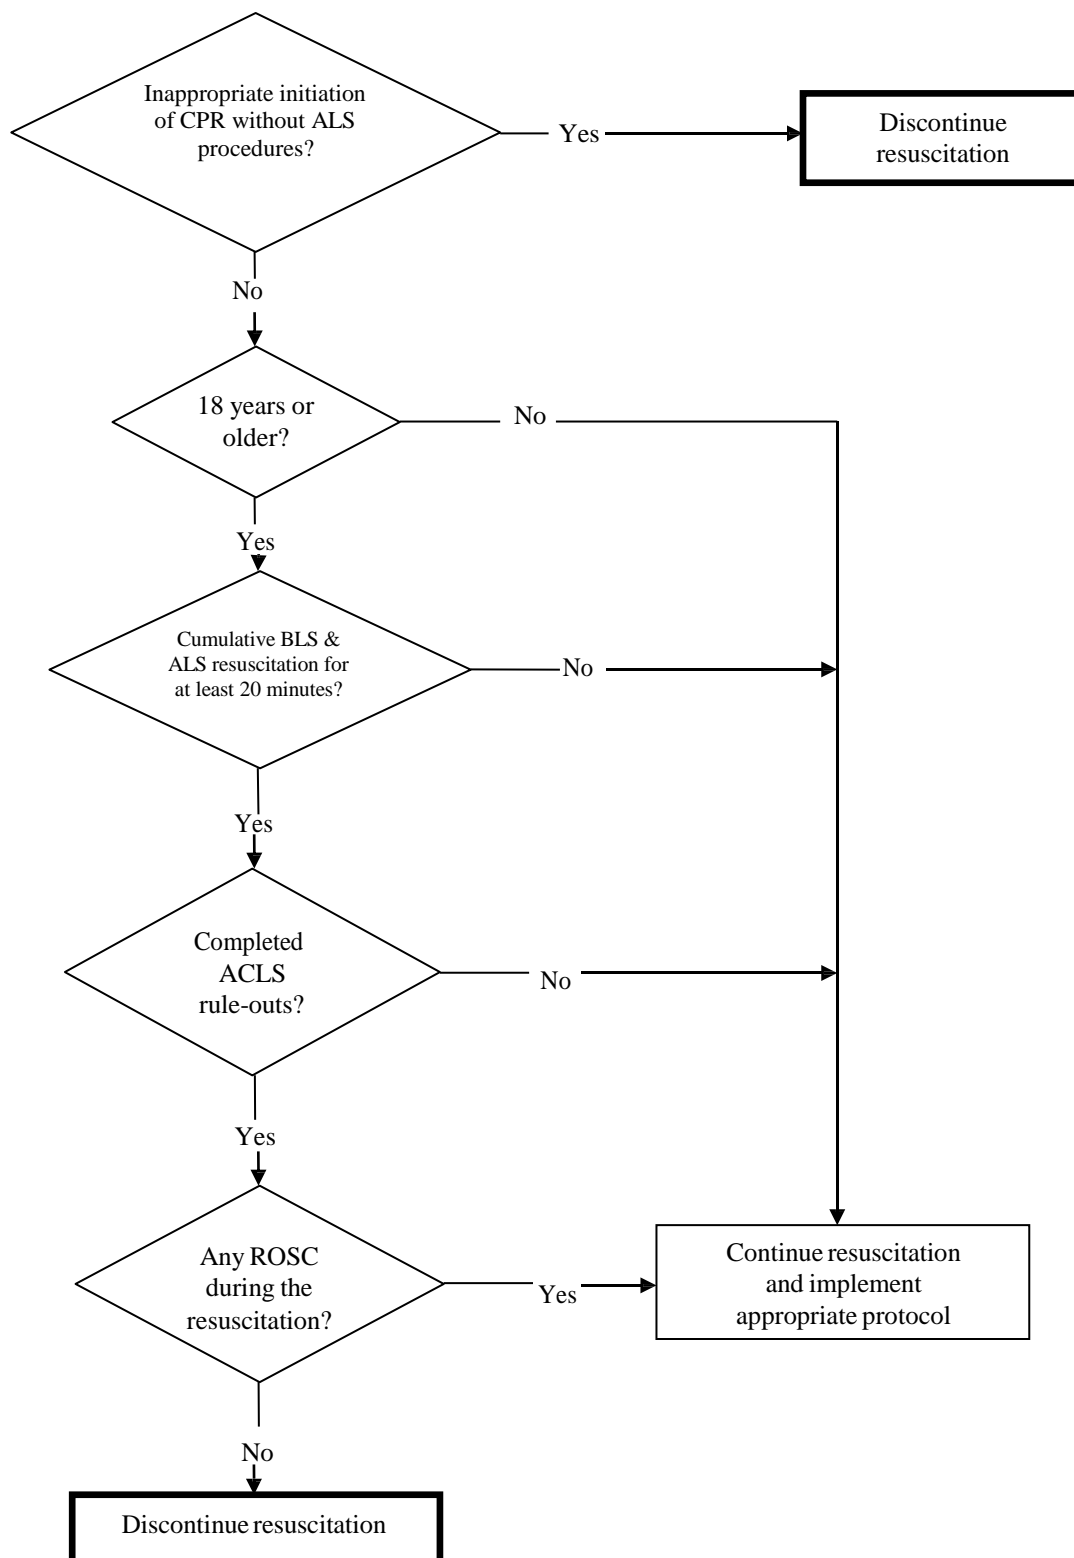 Inappropriate initiation
of CPR without ALS
procedures?
Yes
Discontinue
resuscitation
No
18 years or
older?
No
Yes
Cumulative BLS &
ALS resuscitation for
at least 20 minutes?
No
Yes
Completed
ACLS
rule-outs?
No
Yes
Any ROSC
during the
resuscitation?
Yes
Continue resuscitation
and implement
appropriate protocol
No
Discontinue resuscitation